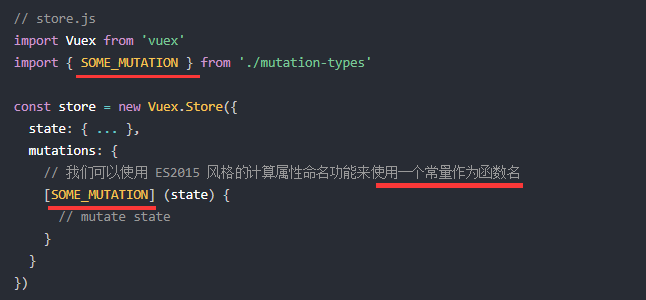 // store.js
import Vuex from 'vuex'
import { SOME_MUTATION } from './mutation-types'
const store = new Vuex.Store({
state: { ... },
mutations: {
// 我们可以使用 ES2015 风格的计算属性命名功能来使用一个常量作为函数名
[SOME_MUTATION] (state) {
// mutate state
}
}
})